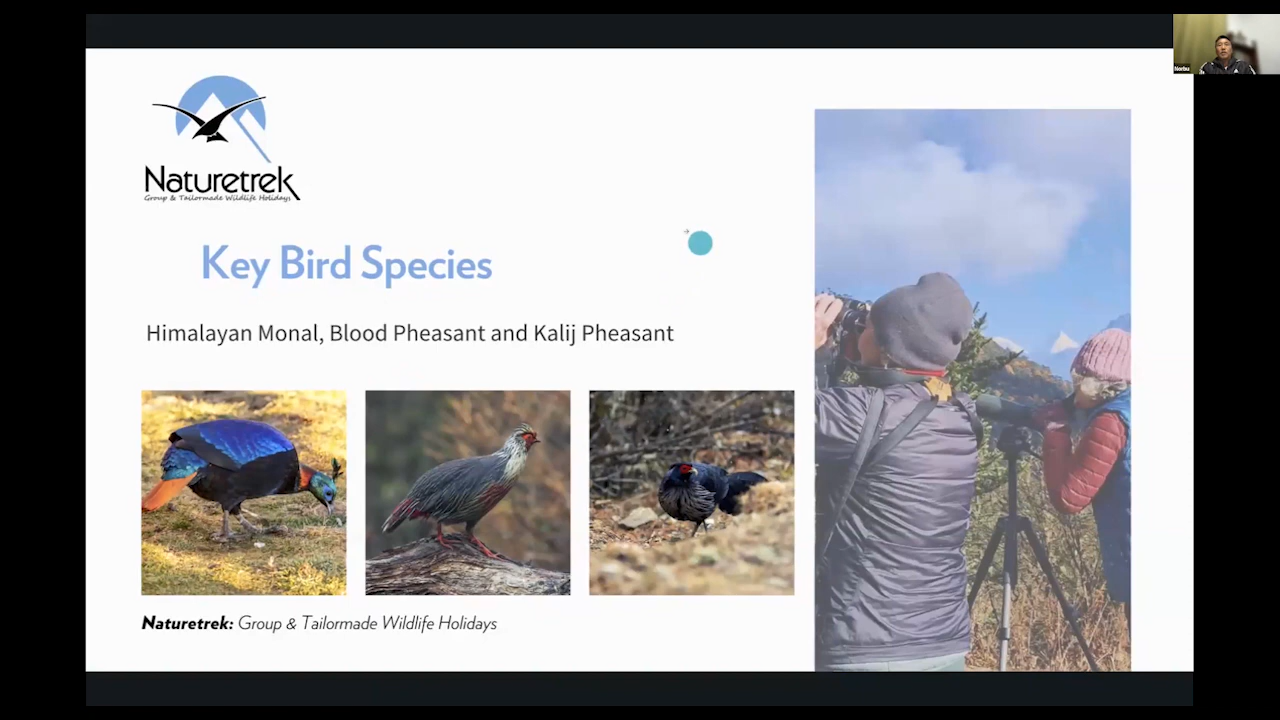 Norbu
Naturetrek
Group & Tailormade Wildlife Holidays
Key Bird Species
Himalayan Monal, Blood Pheasant and Kalij Pheasant
Naturetrek: Group & Tailormade Wildlife Holidays